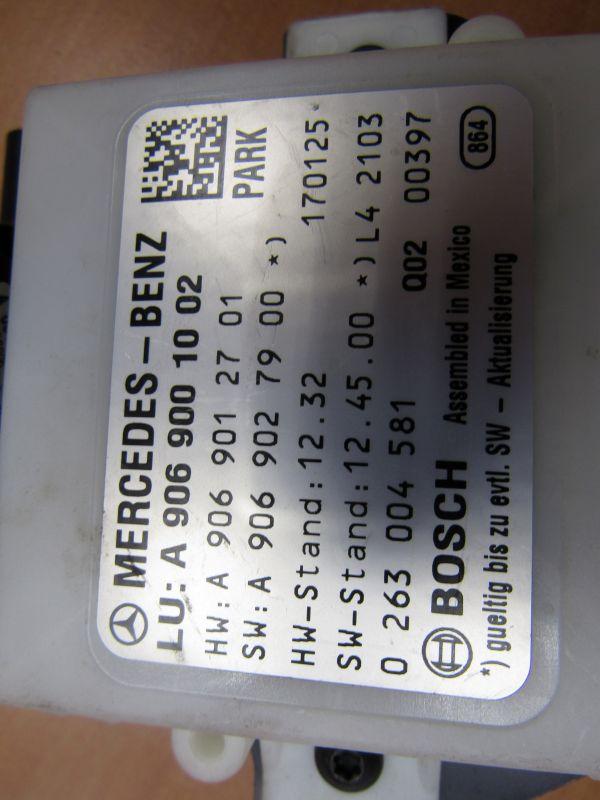 MERCEDES-BENZ
LU: A 906 900 10 02 PARK
HW: A 906 901 27 01
SW: A 906 902 79 00 *)
HW-Stand:12.32 170125
SW-Stand:12.45.00 *) L4 2103
0 263 004 581 Q02 00397
BOSCH Assembled in Mexico 864
*) gueltig bis zu evtl. SW - Aktualisierung